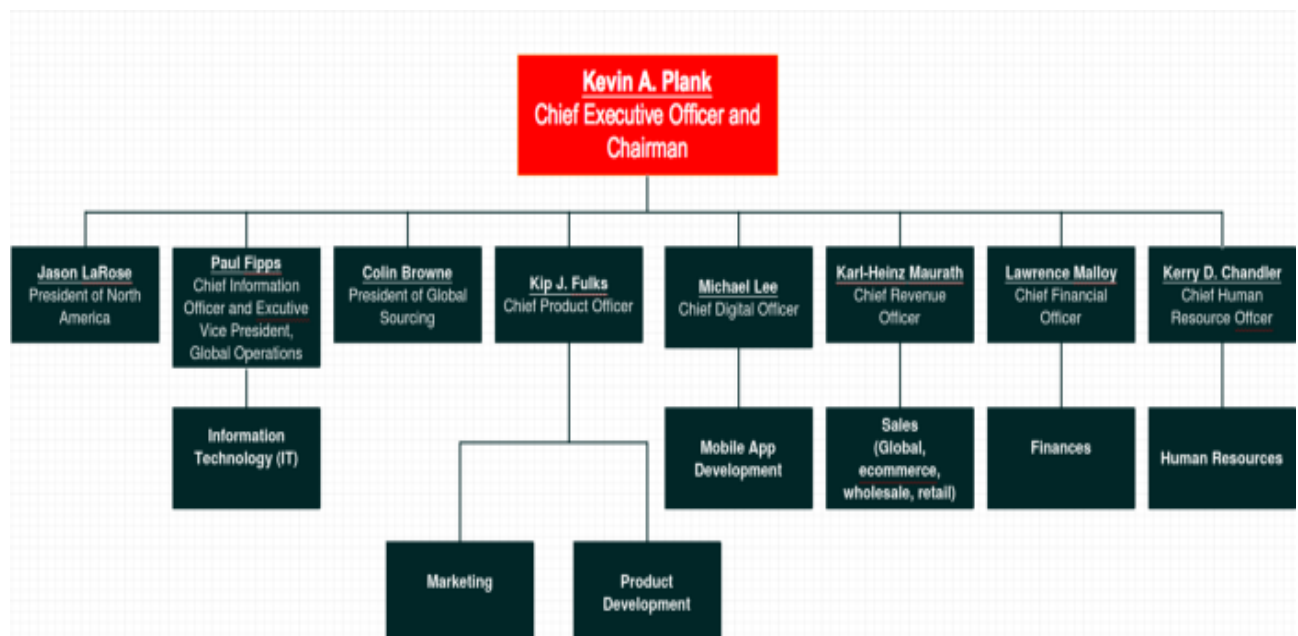 Kevin A. Plank
Chief Executive Officer and
Chairman
Jason LaRose
President of North
America
Paul Fipps
Chief Information
Officer and Excutive
Vice President,
Global Operations
Colin Browne
President of Global
Sourcing
Kip J. Fulks
Chief Product Officer
Michael Lee
Chief Digital Officer
Karl-Heinz Maurath
Chief Revenue
Officer
Lawrence Malloy
Chief Financial
Officer
Kerry D. Chandler
Chief Human
Resource Offcer
Information
Technology (IT)
Mobile App
Development
Sales
(Global,
ecommerce,
wholesale, retail)
Finances
Human Resources
Marketing
Product
Development